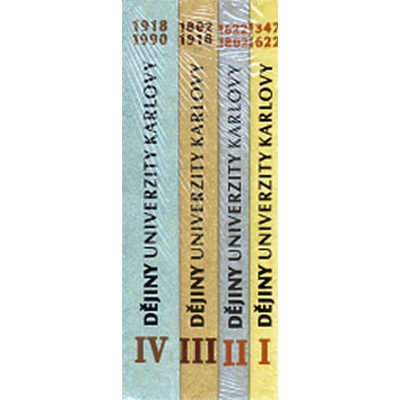 1918
1990
DĚJINY UNIVERZITY KARLOVY
IV
1802
1918
DĚJINY UNIVERZITY KARLOVY
III
1622
1802
DĚJINY UNIVERZITY KARLOVY
II
1347
1622
DĚJINY UNIVERZITY KARLOVY
I